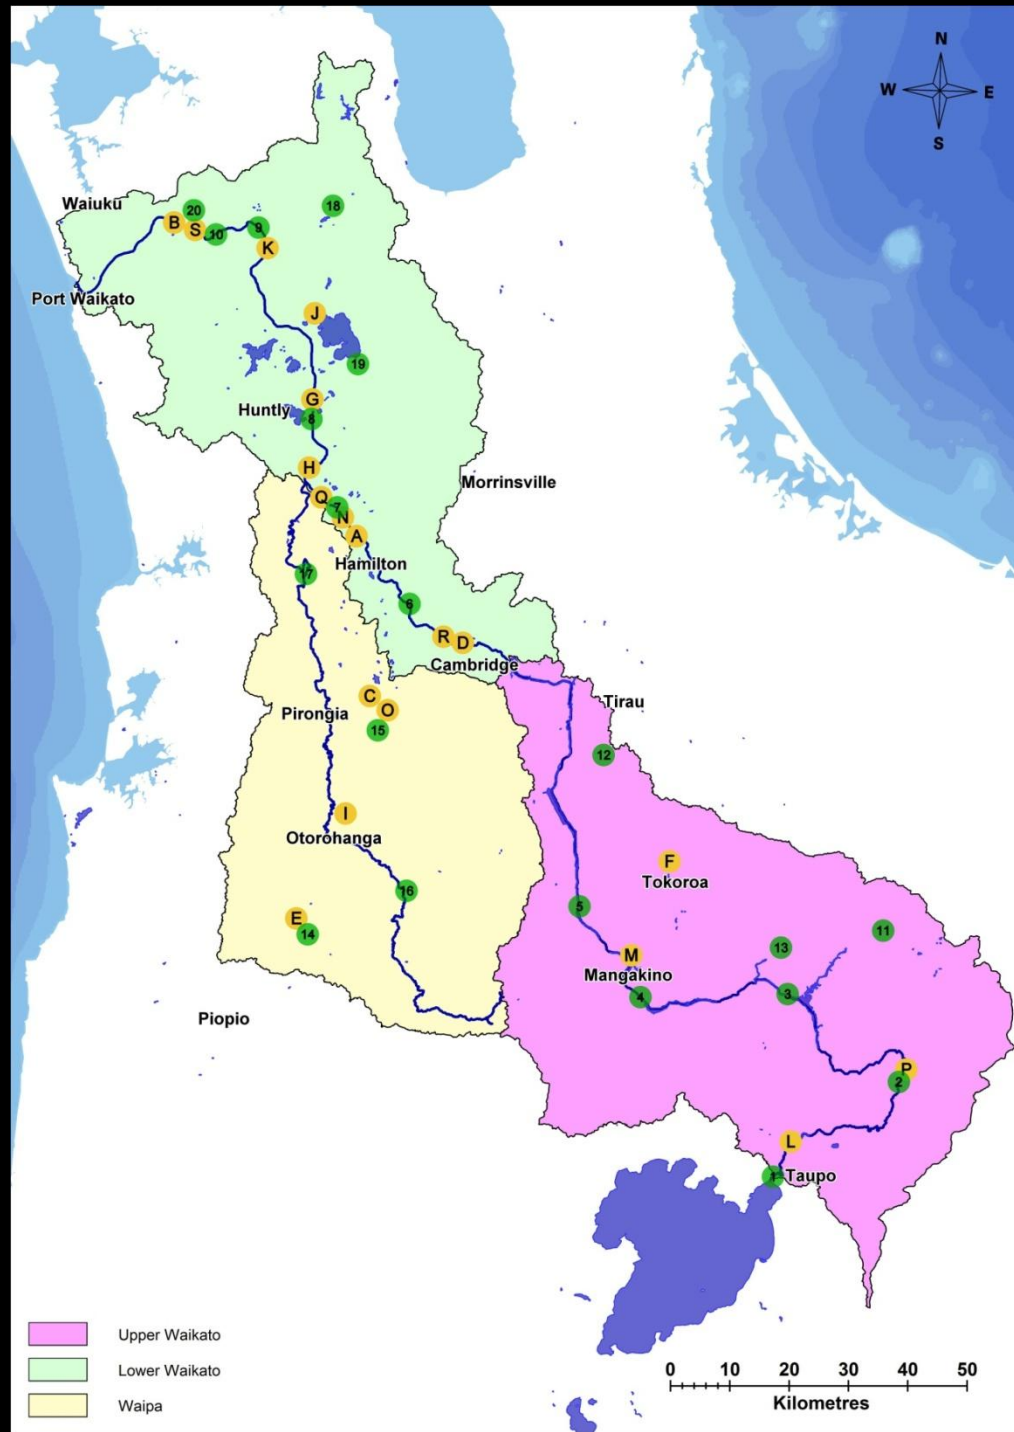 N
W E
S
Waiuku
20
18
B
S
10
9
K
Port Waikato
J
19
G
Huntly
8
H
Morrinsville
Q
7
N
A
Hamilton
17
6
R
D
Cambridge
C
Tirau
O
Pirongia
15
12
I
Otorohanga
F
Tokoroa
16
5
E
14
11
13
M
Mangakino
4
3
Piopio
P
2
L
1
Taupo
Upper Waikato
Lower Waikato
Waipa
0 10 20 30 40 50
Kilometres